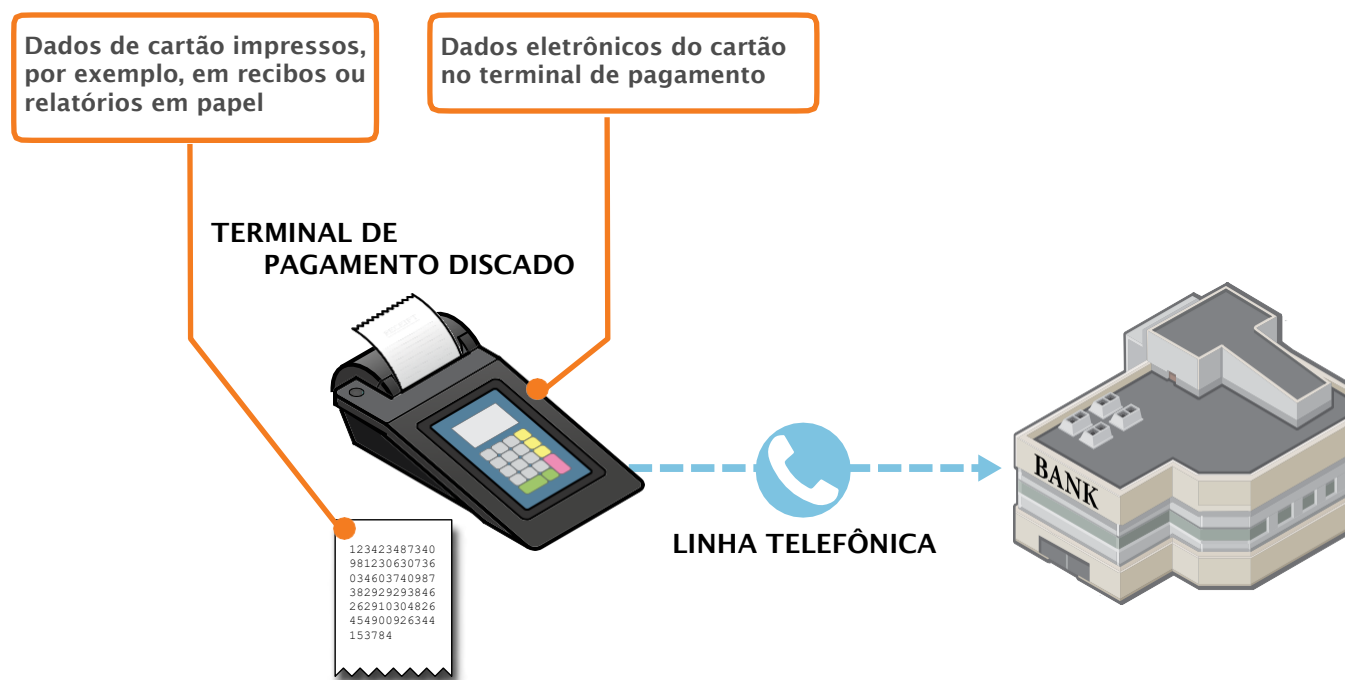 Dados de cartão impressos,
por exemplo, em recibos ou
relatórios em papel
Dados eletrônicos do cartão
no terminal de pagamento
TERMINAL DE
PAGAMENTO DISCADO
RECEIPT
BANK
LINHA TELEFÔNICA
123423487340
981230630736
034603740987
382929293846
262910304826
454900926344
153784